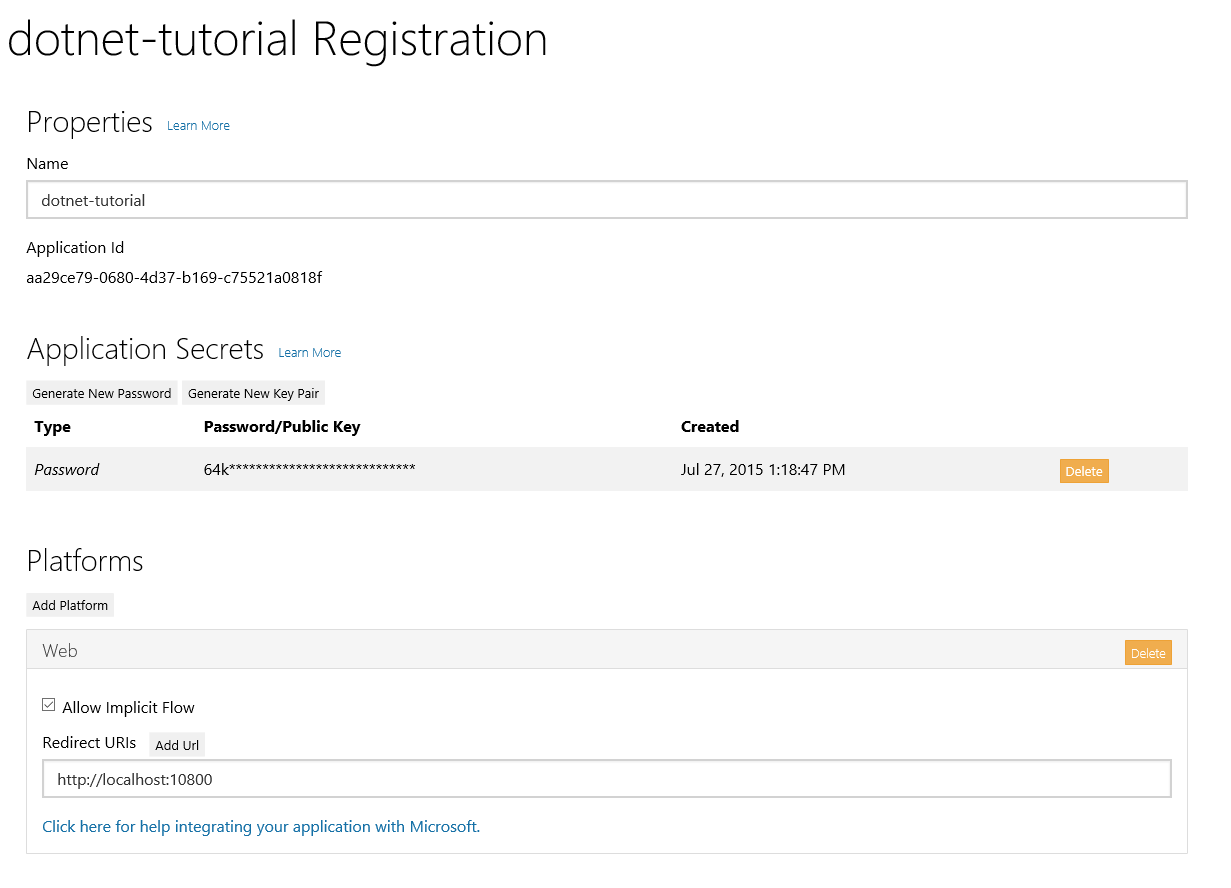 dotnet-tutorial Registration
Properties Learn More
Name
dotnet-tutorial
Application Id
aa29ce79-0680-4d37-b169-c75521a0818f
Application Secrets Learn More
Generate New Password Generate New Key Pair
Type Password/Public Key Created
Password 64k**************************** Jul 27, 2015 1:18:47 PM Delete
Platforms
Add Platform
Web Delete
Allow Implicit Flow
Redirect URIs Add Url
http://localhost:10800
Click here for help integrating your application with Microsoft.